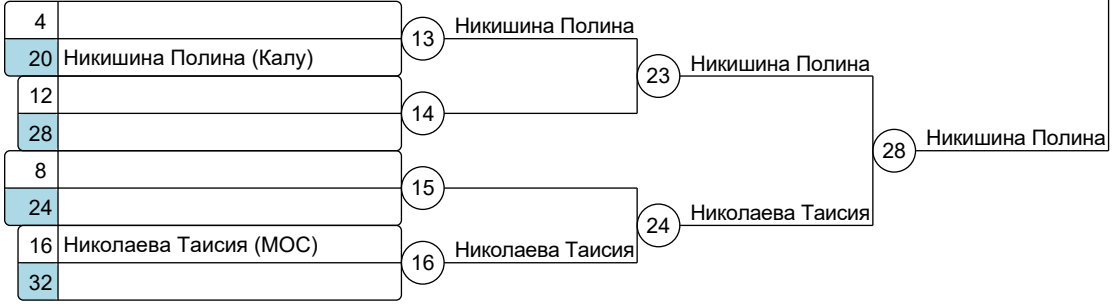 4
13
Никишина Полина
20 Никишина Полина (Калу)
23
Никишина Полина
12
14
28
28
Никишина Полина
8
15
24
24
Николаева Таисия
16 Николаева Таисия (МОС)
16
Николаева Таисия
32